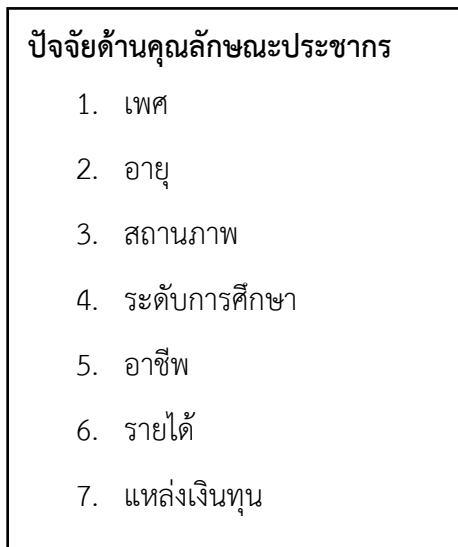 ปัจจัยด้านคุณลักษณะประชากร
1. เพศ
2. อายุ
3. สถานภาพ
4. ระดับการศึกษา
5. อาชีพ
6. รายได้
7. แหล่งเงินทุน